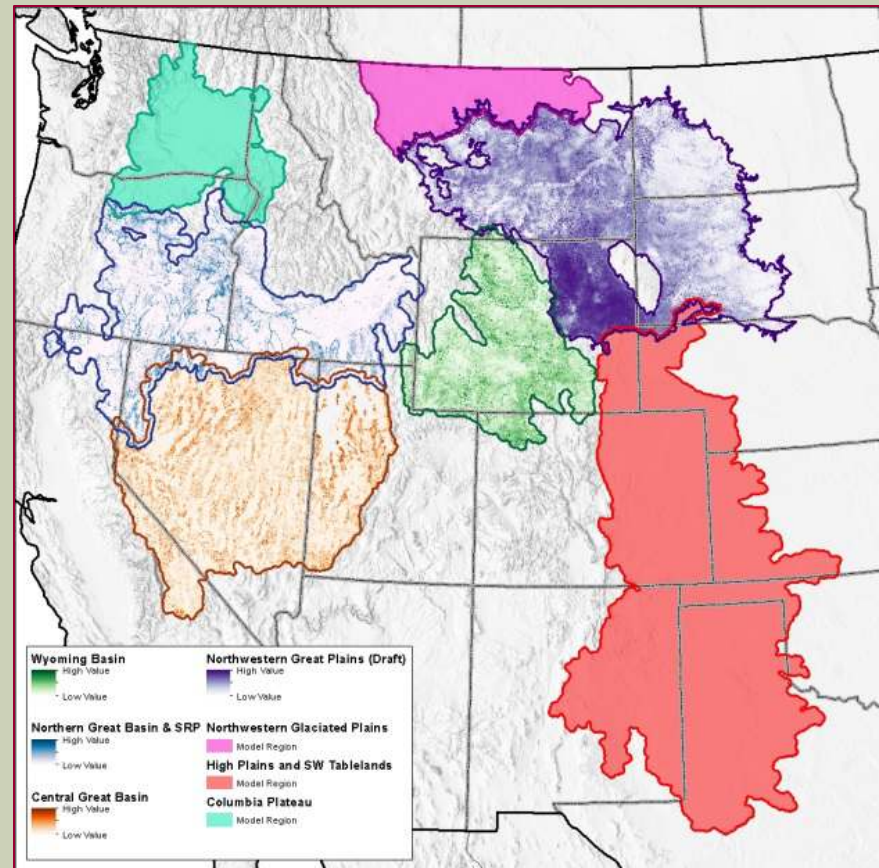 Wyoming Basin
High Value
Low Value
Northern Great Basin & SRP
High Value
Low Value
Central Great Basin
High Value
Low Value
Northwestern Great Plains (Draft)
High Value
Low Value
Northwestern Glaciated Plains
Model Region
High Plains and SW Tablelands
Model Region
Columbia Plateau
Model Region